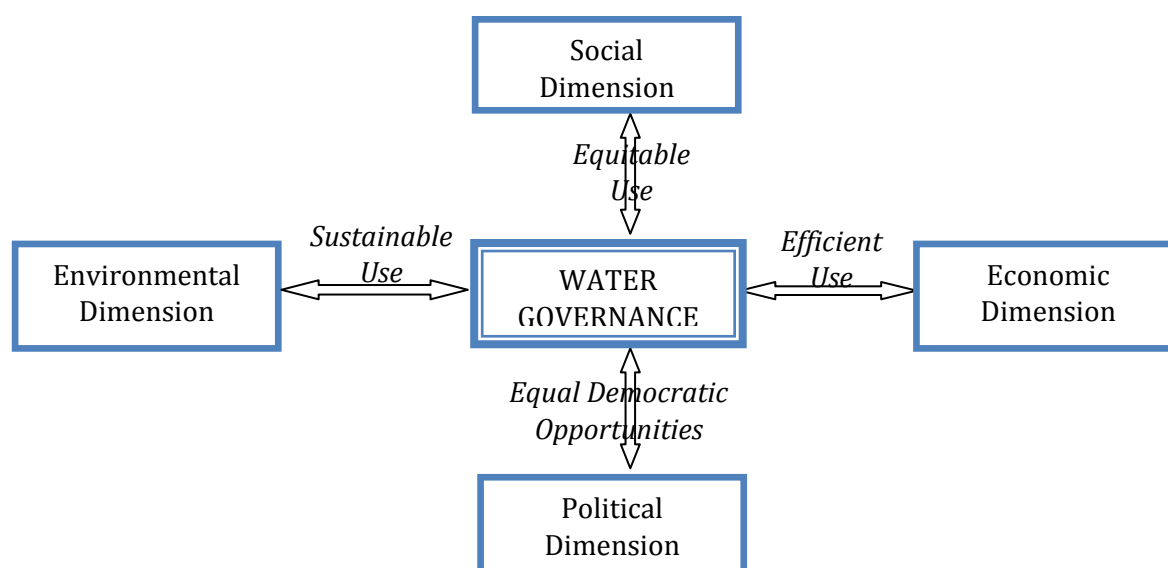 Social
Dimension
Equitable
Use
Sustainable
Use
Efficient
Use
Environmental
Dimension
WATER
GOVERNANCE
Economic
Dimension
Equal Democratic
Opportunities
Political
Dimension